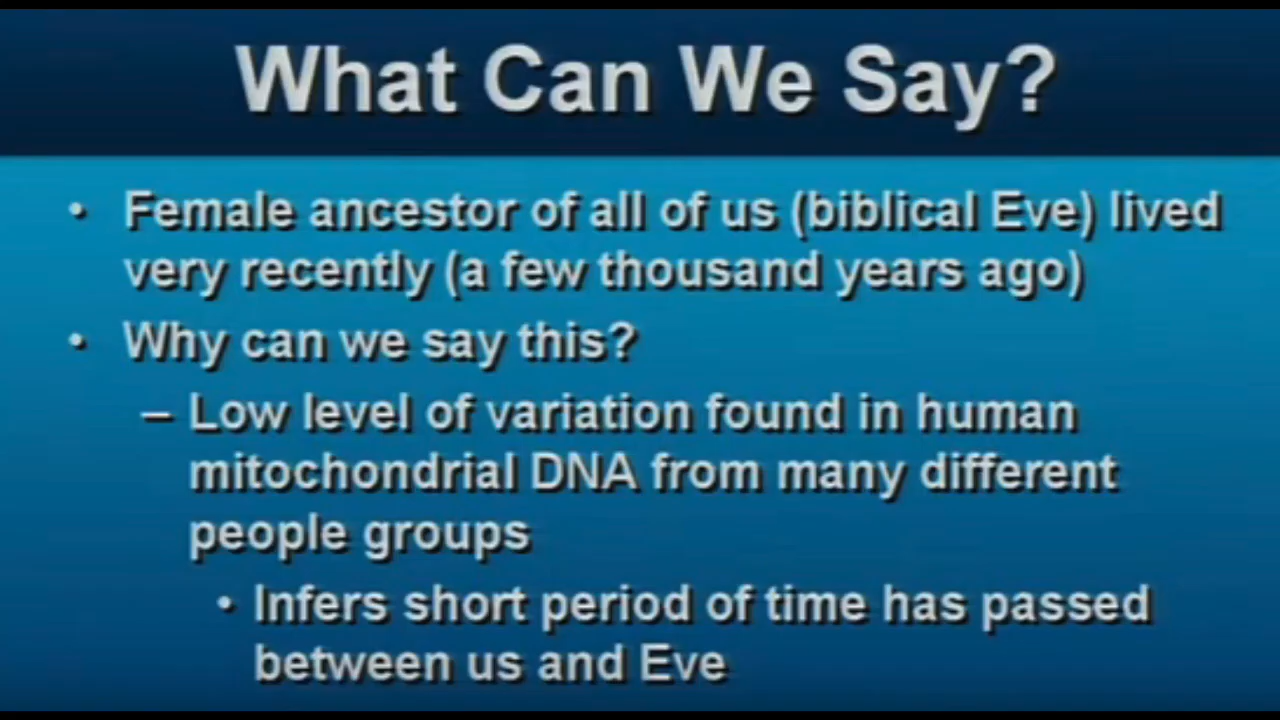 What Can We Say?
• Female ancestor of all of us (biblical Eve) lived
very recently (a few thousand years ago)
• Why can we say this?
– Low level of variation found in human
mitochondrial DNA from many different
people groups
• Infers short period of time has passed
between us and Eve